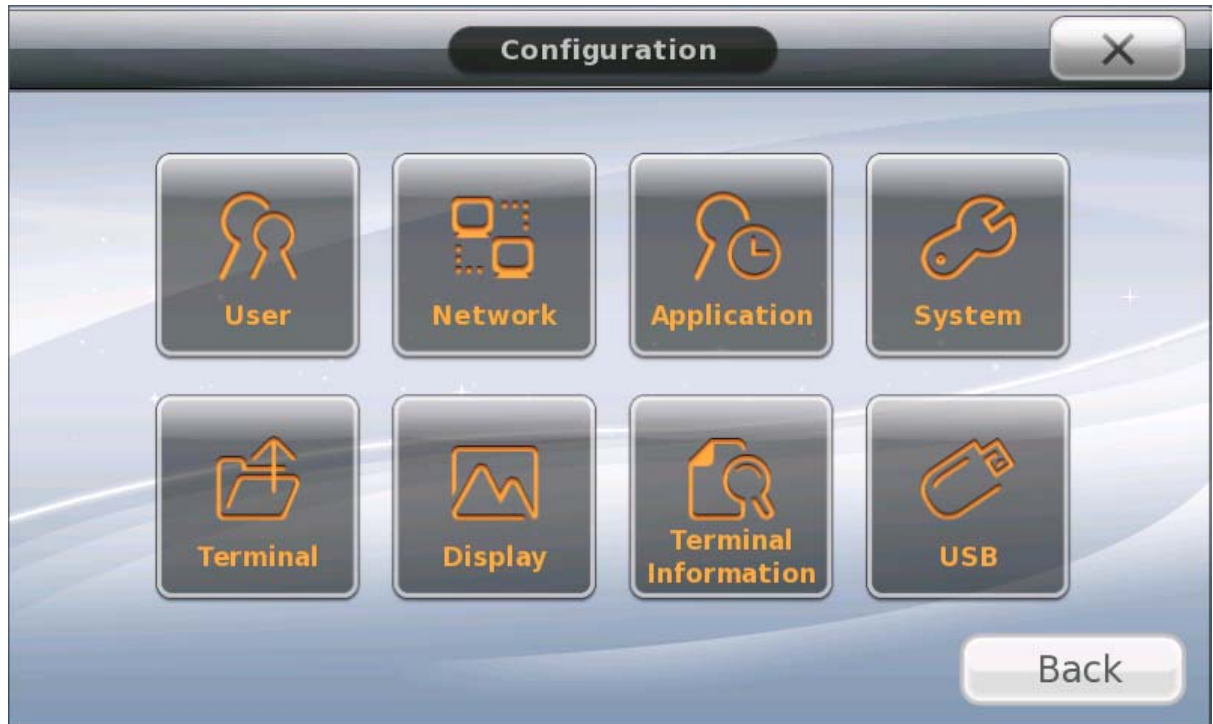 Configuration
User
Network
Application
System
Terminal
Display
Terminal
Information
USB
Back